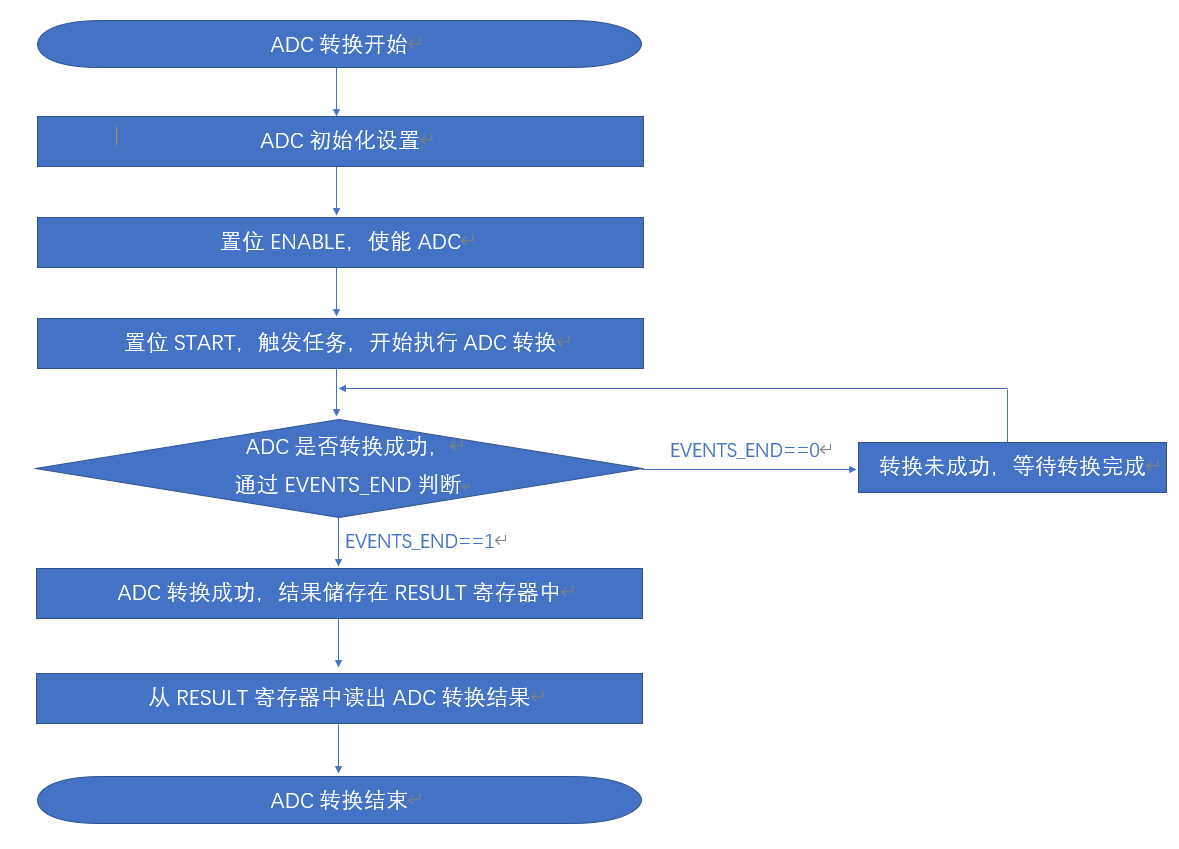 ADC 转换开始
ADC 初始化设置
置位 ENABLE，使能 ADC
置位 START，触发任务，开始执行 ADC 转换
ADC 是否转换成功，
通过 EVENTS_END 判断
EVENTS_END==0
转换未成功，等待转换完成
EVENTS_END==1
ADC 转换成功，结果储存在 RESULT 寄存器中
从 RESULT 寄存器中读出 ADC 转换结果
ADC 转换结束